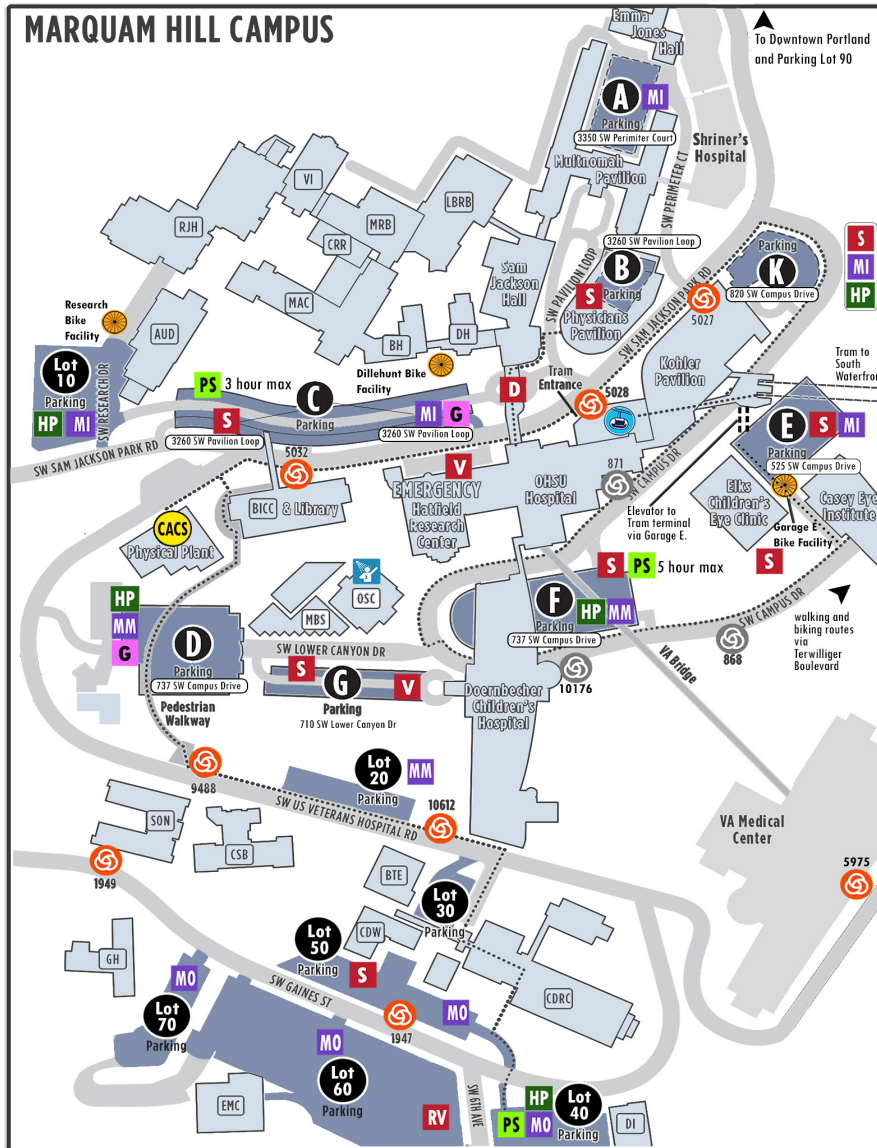 MARQUAM HILL CAMPUS
Emma
Jones
Hall
To Downtown Portland
and Parking Lot 90
A
MI
Parking
3350 SW Perimiter Court
Shriner's
Hospital
Multnomah
Pavilion
SW PERIMETER CT
VI
LBRB
MRB
RJH
CRR
MAC
Sam
Jackson
Hall
SW PAVILION LOOP
3260 SW Pavilion Loop
B
Parking
S
Physicians
Pavilion
Parking
K
820 SW Campus Drive
S
MI
HP
SW SAM JACKSON PARK RD
5027
Research
Bike
Facility
AUD
BH
DH
Dillehunt Bike
Facility
Tram
Entrance
Kohler
Pavilion
Tram to
South
Waterfron
Lot
10
Parking
HP
MI
SW RESEARCH DR
PS
3 hour max
C
Parking
S
MI
G
3260 SW Pavilion Loop
3260 SW Pavilion Loop
D
5028
E
S
MI
Parking
525 SW Campus Drive
SW SAM JACKSON PARK RD
5032
V
EMERGENCY
Hatfield
Research
Center
OHSU
Hospital
871
SW CAMPUS DR
Elevator to
Tram terminal
via Garage E.
Elks
Children's
Eye Clinic
Casey Eye
Institute
Garage E
Bike Facility
BICC
& Library
CACS
Physical Plant
S
PS
5 hour max
S
OSC
MBS
F
HP
MM
Parking
737 SW Campus Drive
SW CAMPUS DR
868
walking and
biking routes
via
Terwilliger
Boulevard
HP
MM
G
D
Parking
737 SW Campus Drive
Pedestrian
Walkway
SW LOWER CANYON DR
S
G
V
Parking
710 SW Lower Canyon Dr
Doernbecher
Children's
Hospital
10176
VA Bridge
9488
Lot
20
MM
Parking
SW US VETERANS HOSPITAL RD
10612
VA Medical
Center
5975
SON
CSB
1949
BTE
Lot
30
Parking
Lot
50
Parking
CDW
S
GH
MO
Lot
70
Parking
SW GAINES ST
MO
1947
CDRC
MO
Lot
60
Parking
EMC
RV
SW 6TH AVE
HP
PS
MO
Lot
40
Parking
DI